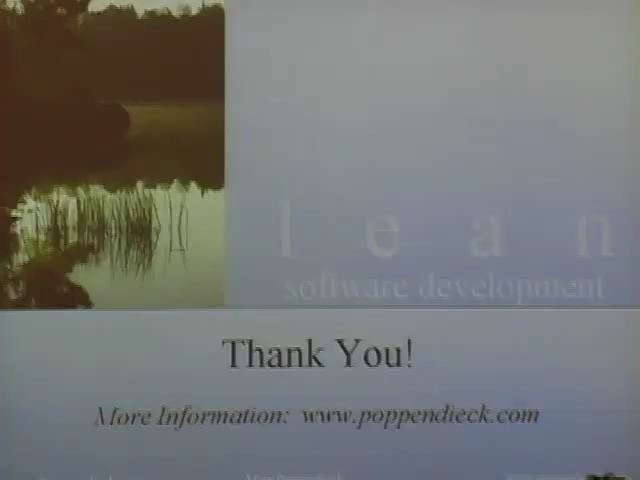 l e a n
software development
Thank You!
More Information: www.poppendieck.com